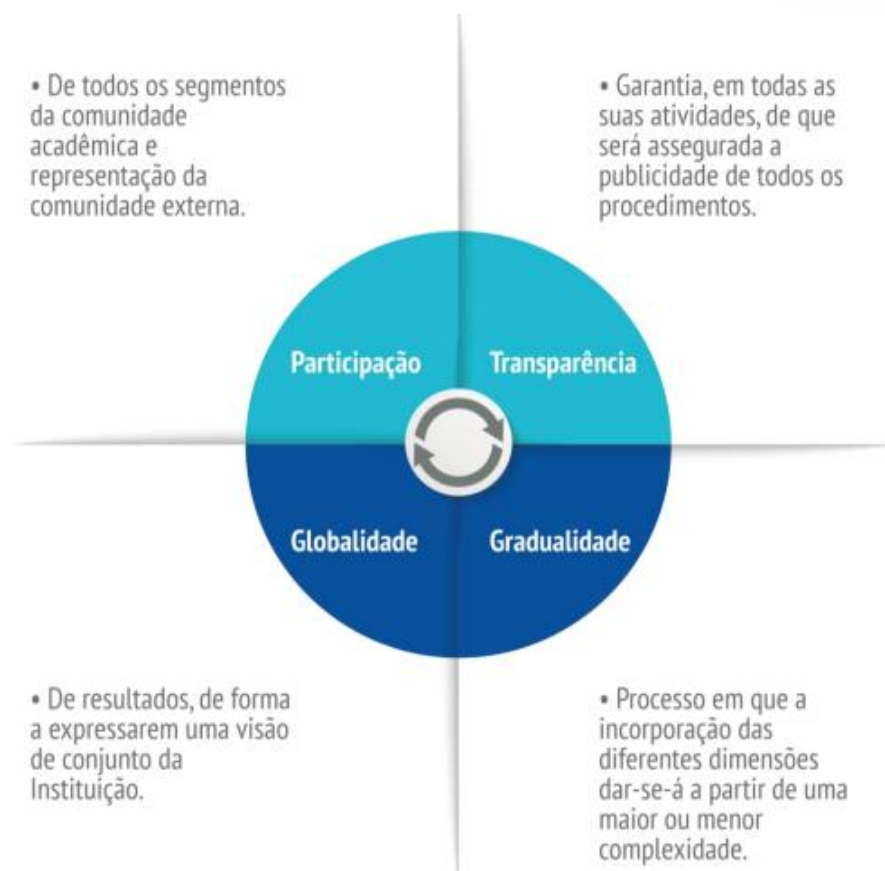 • De todos os segmentos
da comunidade
acadêmica e
representação da
comunidade externa.
• Garantia, em todas as
suas atividades, de que
será assegurada a
publicidade de todos os
procedimentos.
Participação
Transparência
Globalidade
Gradualidade
• De resultados, de forma
a expressarem uma visão
de conjunto da
Instituição.
• Processo em que a
incorporação das
diferentes dimensões
dar-se-á a partir de uma
maior ou menor
complexidade.